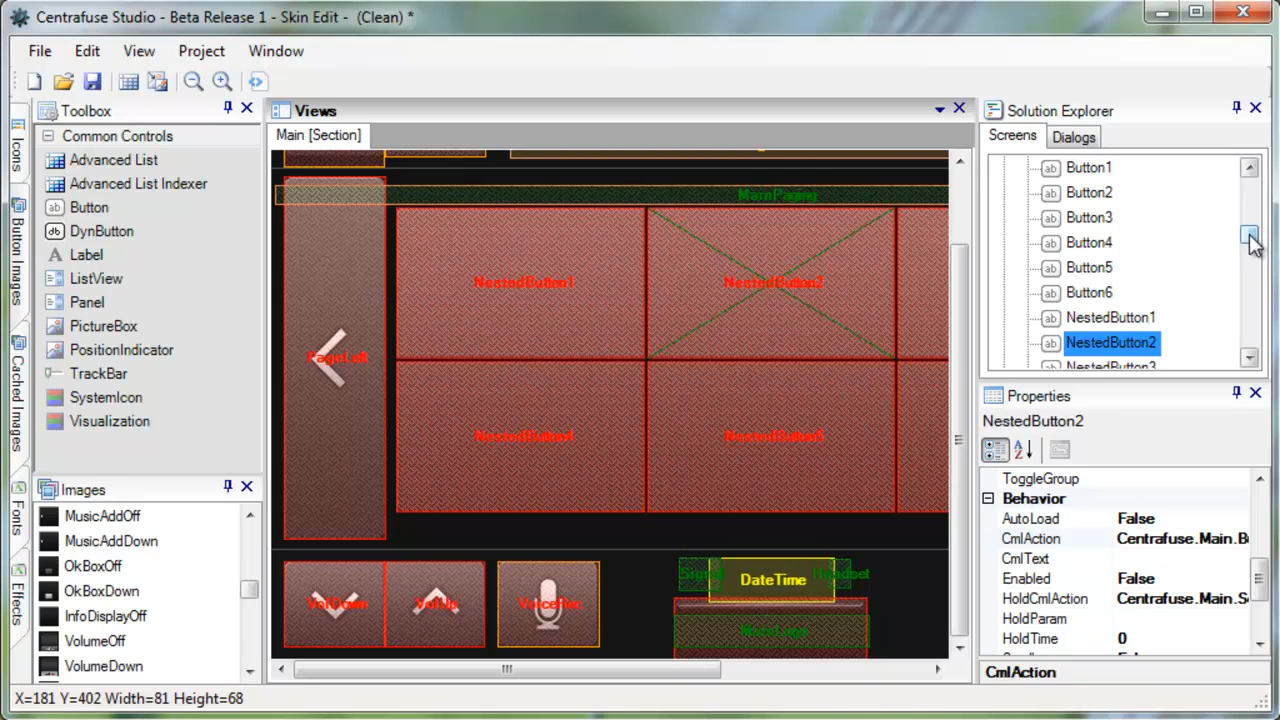 Centrafuse Studio - Beta Release 1 - Skin Edit - (Clean) *
File Edit View Project Window
Toolbox
Common Controls
Advanced List
Advanced List Indexer
Button
DynButton
Label
ListView
Panel
PictureBox
PositionIndicator
TrackBar
SystemIcon
Visualization
Icons
Button Images
Cached Images
Fonts
Effects
Images
MusicAddOff
MusicAddDown
OkBoxOff
OkBoxDown
InfoDisplayOff
VolumeOff
VolumeDown
Views
Main [Section]
MainPaging
NestedButton1
NestedButton2
PageLeft
NestedButton4
NestedButton5
VolDown
VolUp
VoiceRec
Signal
DateTime
Headset
MainLogo
Solution Explorer
Screens
Dialogs
Button1
Button2
Button3
Button4
Button5
Button6
NestedButton1
NestedButton2
NestedButton3
Properties
NestedButton2
ToggleGroup
Behavior
AutoLoad False
CmlAction Centrafuse.Main.B
CmlText
Enabled False
HoldCmlAction Centrafuse.Main.S
HoldParam
HoldTime 0
CmlAction
X=181 Y=402 Width=81 Height=68